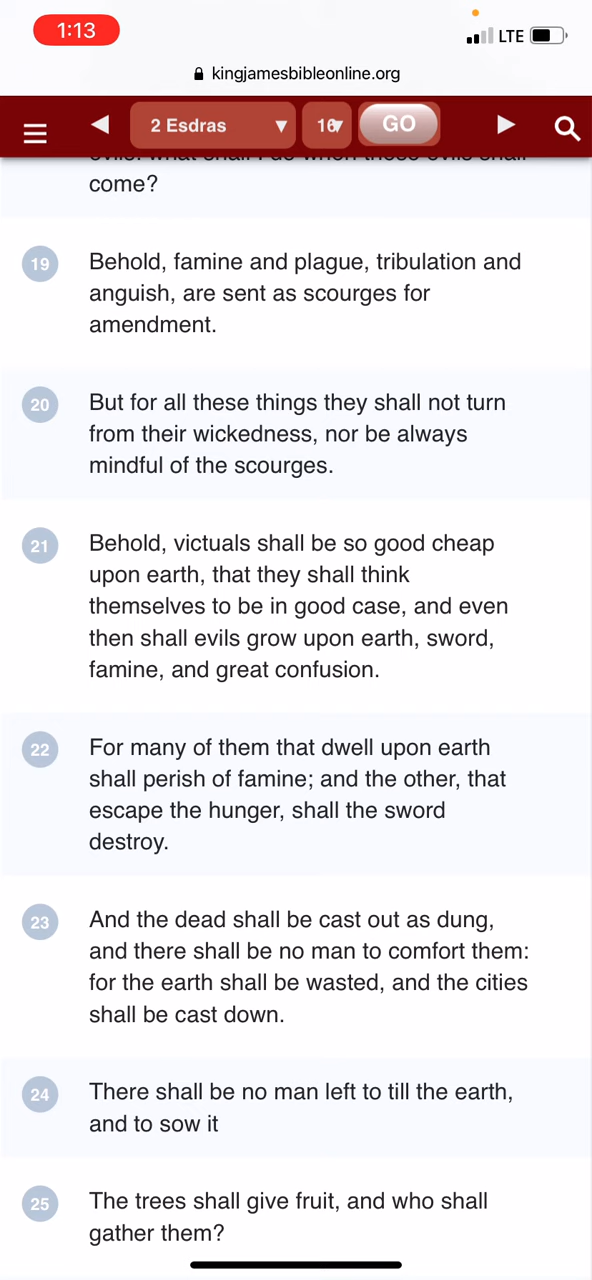 1:13
LTE
kingjamesbibleonline.org
2 Esdras
16
GO
come?
19
Behold, famine and plague, tribulation and
anguish, are sent as scourges for
amendment.
20
But for all these things they shall not turn
from their wickedness, nor be always
mindful of the scourges.
21
Behold, victuals shall be so good cheap
upon earth, that they shall think
themselves to be in good case, and even
then shall evils grow upon earth, sword,
famine, and great confusion.
22
For many of them that dwell upon earth
shall perish of famine; and the other, that
escape the hunger, shall the sword
destroy.
23
And the dead shall be cast out as dung,
and there shall be no man to comfort them:
for the earth shall be wasted, and the cities
shall be cast down.
24
There shall be no man left to till the earth,
and to sow it
25
The trees shall give fruit, and who shall
gather them?